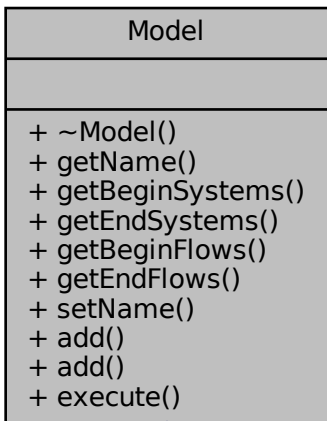 Model
+ ~Model()
+ getName()
+ getBeginSystems()
+ getEndSystems()
+ getBeginFlows()
+ getEndFlows()
+ setName()
+ add()
+ add()
+ execute()